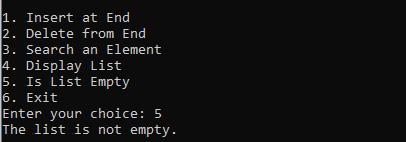 1. Insert at End
2. Delete from End
3. Search an Element
4. Display List
5. Is List Empty
6. Exit
Enter your choice: 5
The list is not empty.